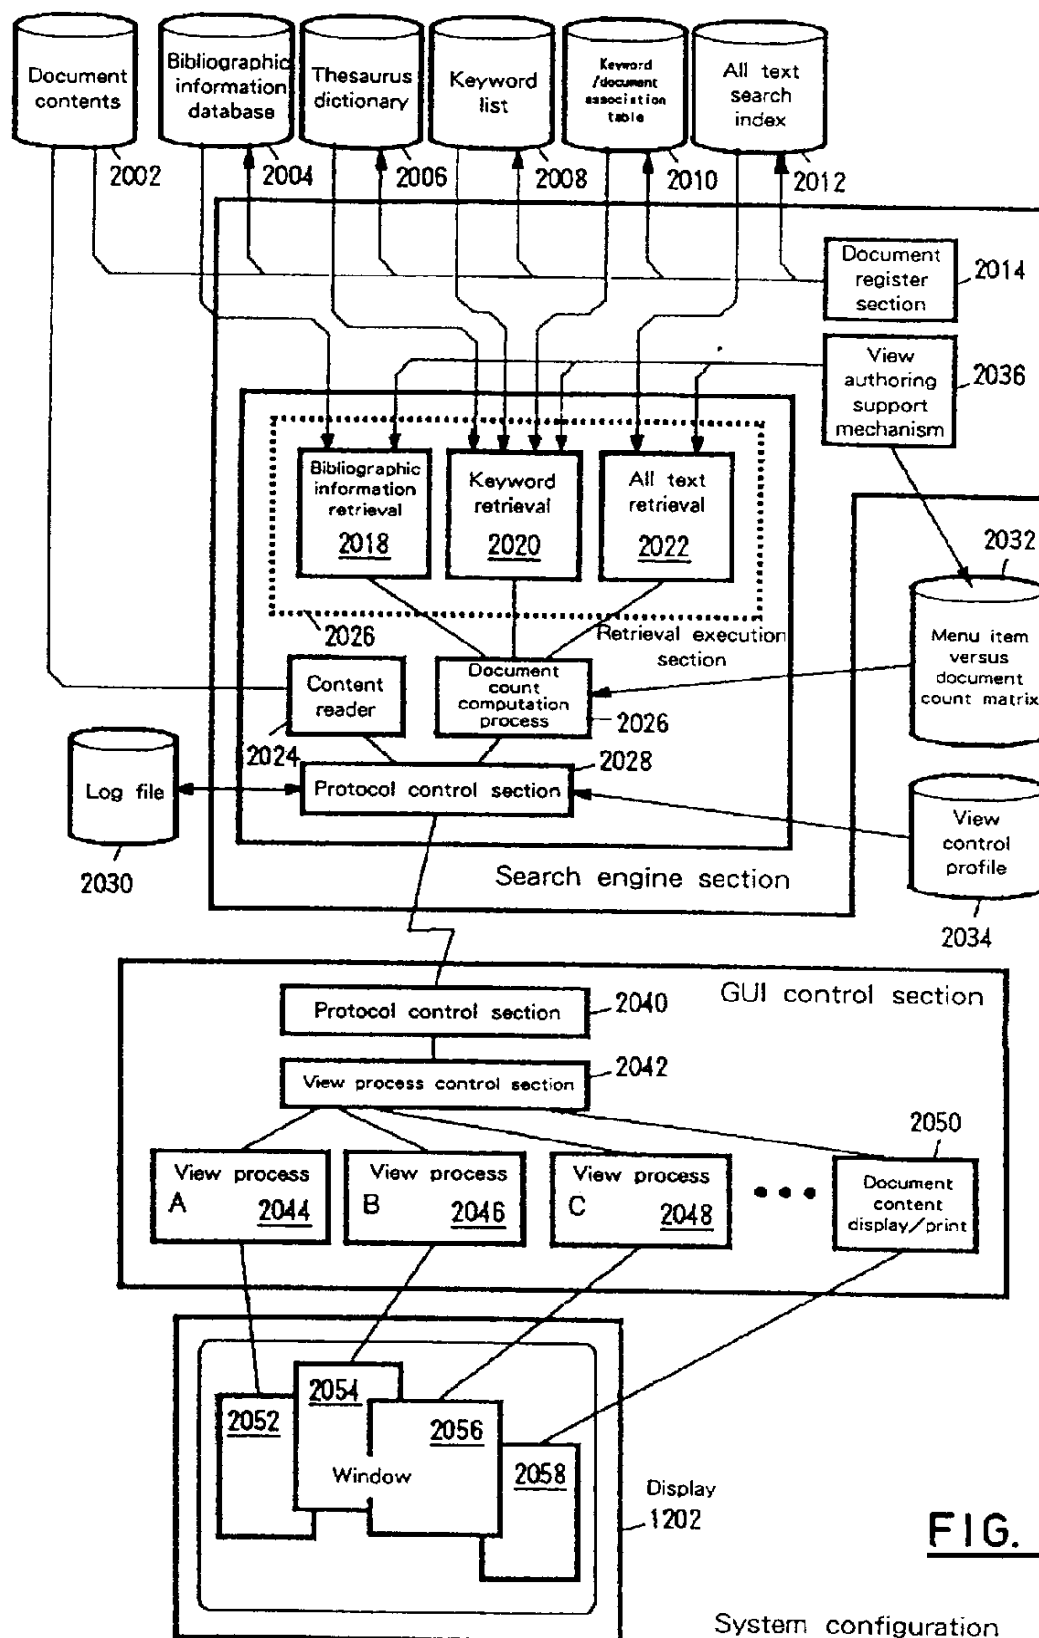 Document
contents
Bibliographic
information
database
Thesaurus
dictionary
Keyword
list
Keyword
/document
association
table
All text
search
index
2002
2004
2006
2008
2010
2012
Document
register
section
2014
View
authoring
support
mechanism
2036
Bibliographic
information
retrieval
2018
Keyword
retrieval
2020
All text
retrieval
2022
2026
Retrieval execution
section
2032
Menu item
versus
document
count matrix
Content
reader
2024
Document
count
computation
process
2026
2028
Log file
2030
Protocol control section
View
control
profile
2034
Search engine section
GUI control section
Protocol control section
2040
View process control section
2042
View process
A
2044
View process
B
2046
View process
C
2048
2050
Document
content
display/print
2052
2054
2056
2058
Window
Display
1202
FIG.
System configuration